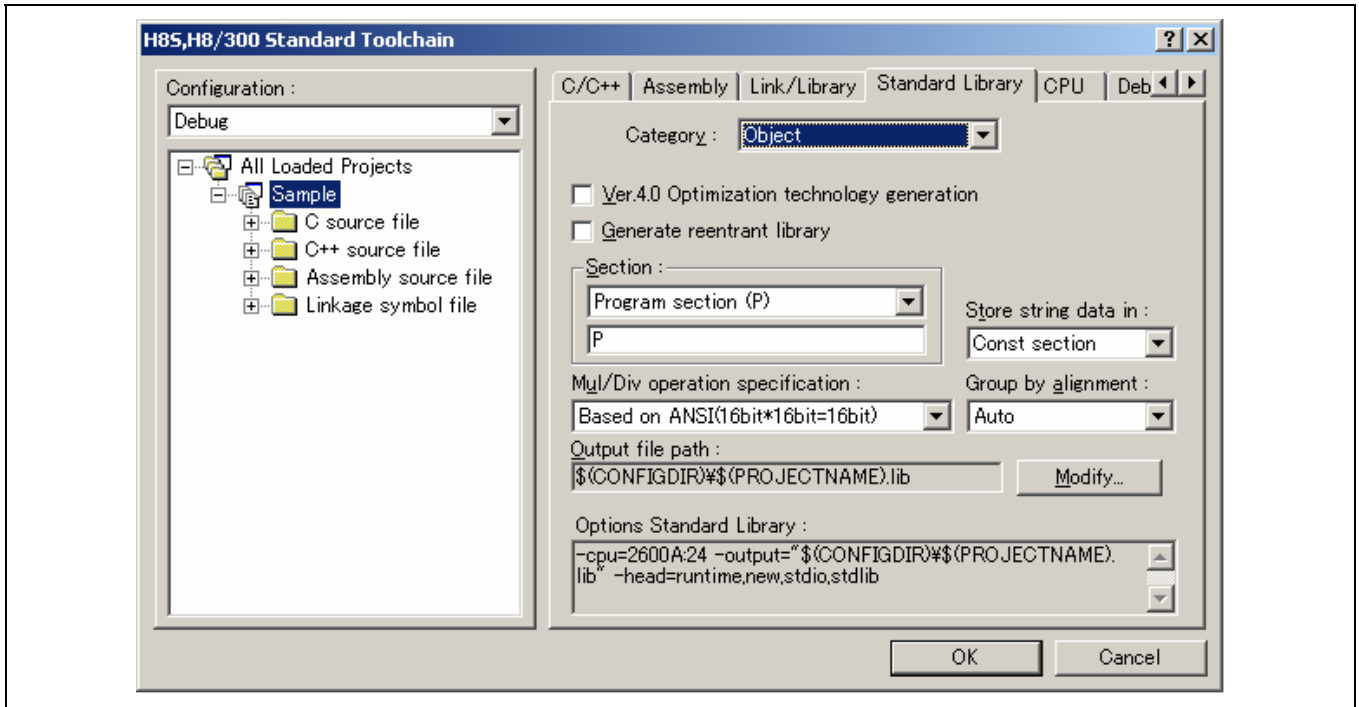 H8S,H8/300 Standard Toolchain
Configuration :
Debug
All Loaded Projects
Sample
C source file
C++ source file
Assembly source file
Linkage symbol file
C/C++ Assembly Link/Library Standard Library CPU Deb
Category : Object
Ver.4.0 Optimization technology generation
Generate reentrant library
Section :
Program section (P)
P
Store string data in :
Const section
Mul/Div operation specification :
Based on ANSI(16bit*16bit=16bit)
Group by alignment :
Auto
Output file path :
$(CONFIGDIR)¥$(PROJECTNAME).lib
Modify...
Options Standard Library :
-cpu=2600A:24 -output="$(CONFIGDIR)¥$(PROJECTNAME).
lib" -head=runtime,new,stdio,stdlib
OK Cancel